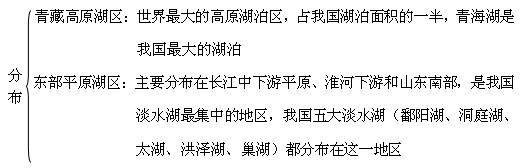 青藏高原湖区：世界最大的高原湖泊区，占我国湖泊面积的一半，青海湖是
我国最大的湖泊
分布
东部平原湖区：主要分布在长江中下游平原、淮河下游和山东南部，是我国
淡水湖最集中的地区，我国五大淡水湖（鄱阳湖、洞庭湖、
太湖、洪泽湖、巢湖）都分布在这一地区